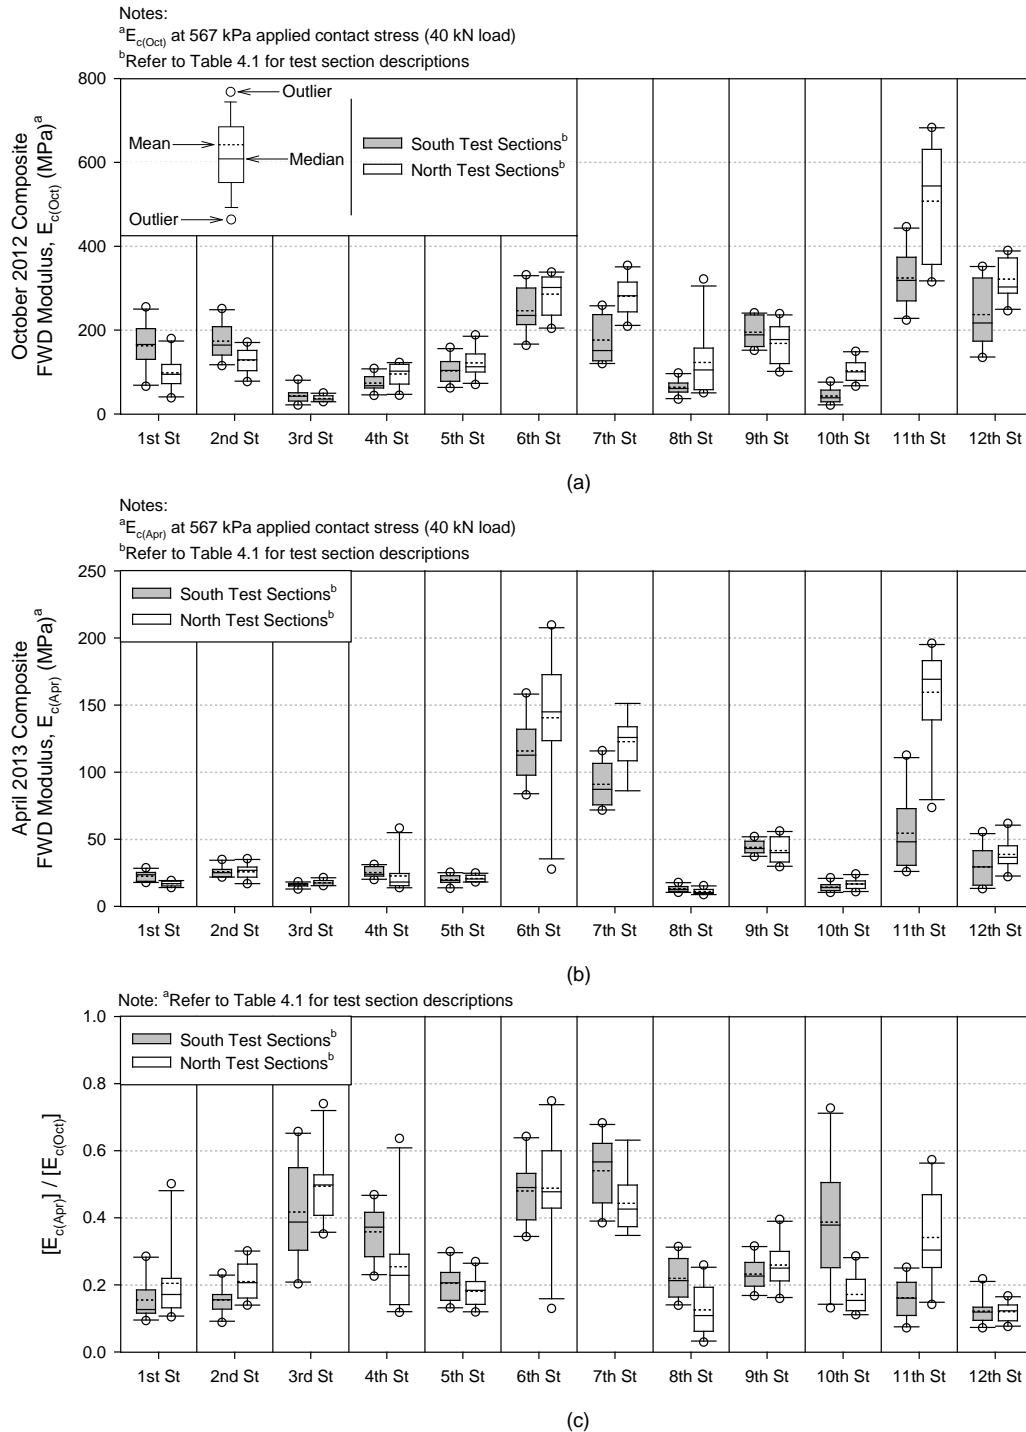 Notes:
ᵃE_c(Oct) at 567 kPa applied contact stress (40 kN load)
ᵇRefer to Table 4.1 for test section descriptions
October 2012 Composite
FWD Modulus, E_c(Oct) (MPa)ᵃ
800
600
400
200
0
Outlier
Mean
Median
Outlier
South Test Sectionsᵇ
North Test Sectionsᵇ
1st St 2nd St 3rd St 4th St 5th St 6th St 7th St 8th St 9th St 10th St 11th St 12th St
(a)
Notes:
ᵃE_c(Apr) at 567 kPa applied contact stress (40 kN load)
ᵇRefer to Table 4.1 for test section descriptions
April 2013 Composite
FWD Modulus, E_c(Apr) (MPa)ᵃ
250
200
150
100
50
0
South Test Sectionsᵇ
North Test Sectionsᵇ
1st St 2nd St 3rd St 4th St 5th St 6th St 7th St 8th St 9th St 10th St 11th St 12th St
(b)
Note: ᵃRefer to Table 4.1 for test section descriptions
[E_c(Apr)] / [E_c(Oct)]
1.0
0.8
0.6
0.4
0.2
0.0
South Test Sectionsᵇ
North Test Sectionsᵇ
1st St 2nd St 3rd St 4th St 5th St 6th St 7th St 8th St 9th St 10th St 11th St 12th St
(c)